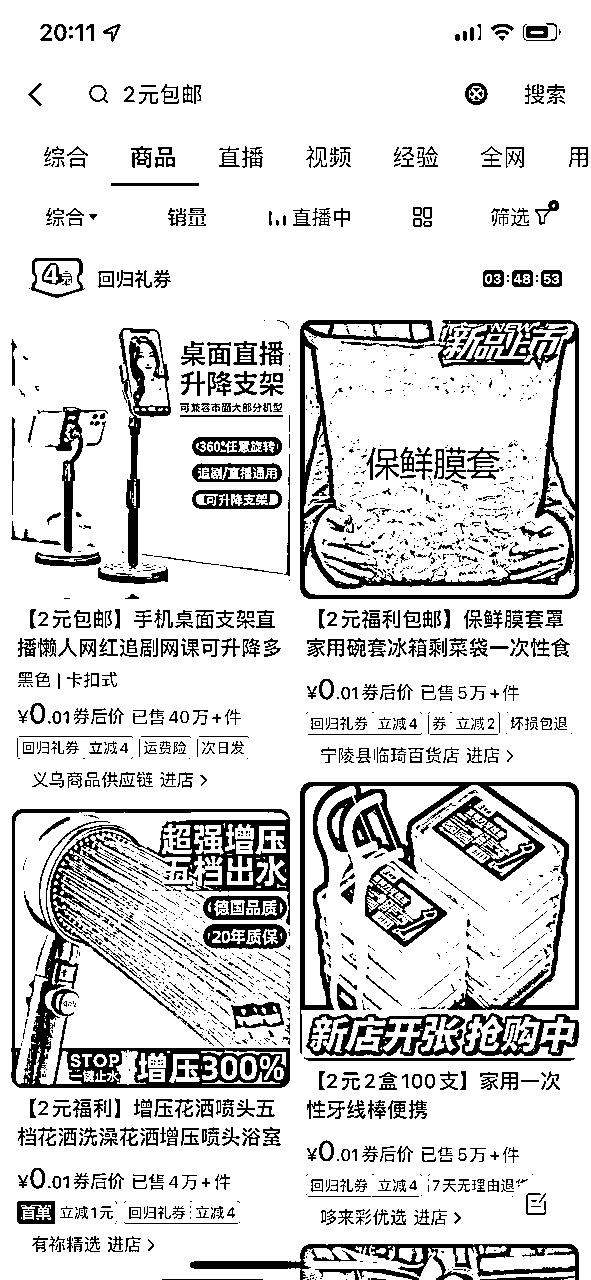 20:11
2元包邮
搜索
综合 商品 直播 视频 经验 全网 用
综合 销量 直播中 筛选
4元 回归礼券 03:48:53
桌面直播
升降支架
可兼容市面大部分机型
360°任意旋转
追剧/直播通用
可升降支架
【2元包邮】手机桌面支架直
播懒人网红追剧网课可升降多
黑色 | 卡扣式
¥0.01券后价 已售40万+件
回归礼券 立减4 运费险 次日发
义乌商品供应链 进店
NEW
新品上市
保鲜膜套
【2元福利包邮】保鲜膜套罩
家用碗套冰箱剩菜袋一次性食
¥0.01券后价 已售5万+件
回归礼券 立减4 券 立减2 坏损包退
宁陵县临琦百货店 进店
超强增压
五档出水
德国品质
20年质保
STOP
一键止水
增压300%
【2元福利】增压花洒喷头五
档花洒洗澡花洒增压喷头浴室
¥0.01券后价 已售4万+件
首单 立减1元 回归礼券 立减4
有祢精选 进店
新店开张 抢购中
【2元2盒100支】家用一次
性牙线棒便携
¥0.01券后价 已售5万+件
回归礼券 立减4 7天无理由退货
哆来彩优选 进店